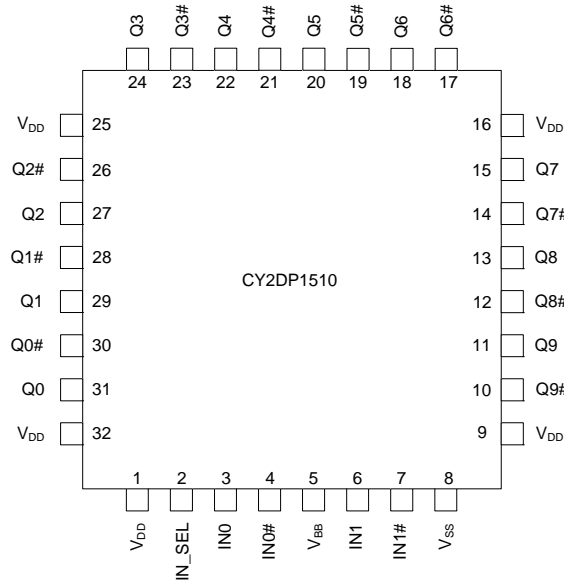 Q3 Q3# Q4 Q4# Q5 Q5# Q6 Q6#
24 23 22 21 20 19 18 17
VDD 25 16 VDD
Q2# 26 15 Q7
Q2 27 14 Q7#
Q1# 28 13 Q8
CY2DP1510
Q1 29 12 Q8#
Q0# 30 11 Q9
Q0 31 10 Q9#
VDD 32 9 VDD
1 2 3 4 5 6 7 8
VDD IN_SEL IN0 IN0# VBB IN1 IN1# VSS